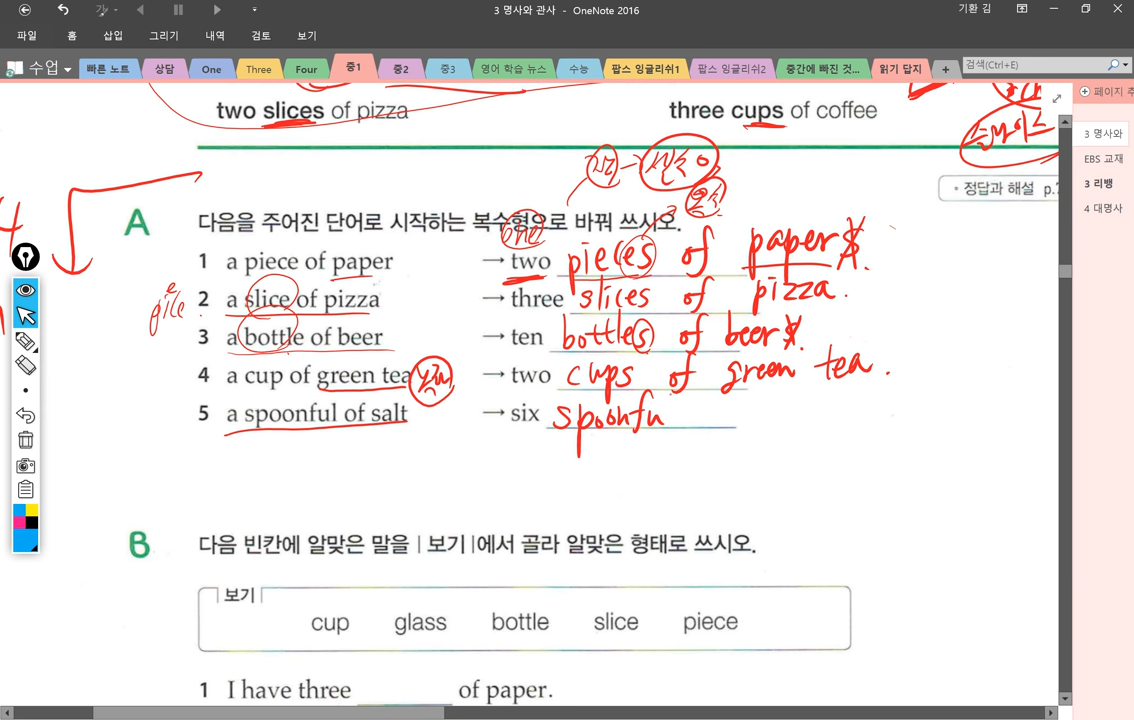 3 명사와 관사 - OneNote 2016
기환 김
파일 홈 삽입 그리기 내역 검토 보기
수업 빠른 노트 상담 One Three Four 중1 중2 중3 영어 학습 뉴스 수능 팝스 잉글리쉬1 팝스 잉글리쉬2 중간에 빠진 것... 읽기 답지 + 검색(Ctrl+E)
페이지 추
3 명사와
EBS 교재
3 리뱅
4 대명사
two slices of pizza three cups of coffee
정답과 해설 p.
A 다음을 주어진 단어로 시작하는 복수형으로 바꿔 쓰시오.
one
1 a piece of paper → two pieces of paper
2 a slice of pizza → three slices of pizza.
3 a bottle of beer → ten bottles of beer
4 a cup of green tea → two cups of green tea.
5 a spoonful of salt → six spoonfu
B 다음 빈칸에 알맞은 말을 |보기|에서 골라 알맞은 형태로 쓰시오.
보기
cup glass bottle slice piece
1 I have three ______ of paper.